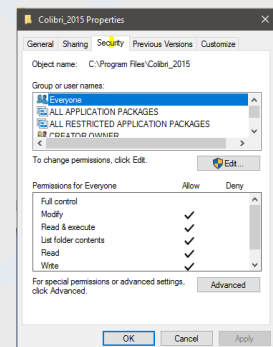 Colibri_2015 Properties
General Sharing Security Previous Versions Customize
Object name: C:\Program Files\Colibri_2015
Group or user names:
Everyone
ALL APPLICATION PACKAGES
ALL RESTRICTED APPLICATION PACKAGES
CREATOR OWNER
To change permissions, click Edit.
Edit...
Permissions for Everyone Allow Deny
Full control
Modify
Read & execute
List folder contents
Read
Write
For special permissions or advanced settings,
click Advanced.
Advanced
OK Cancel Apply